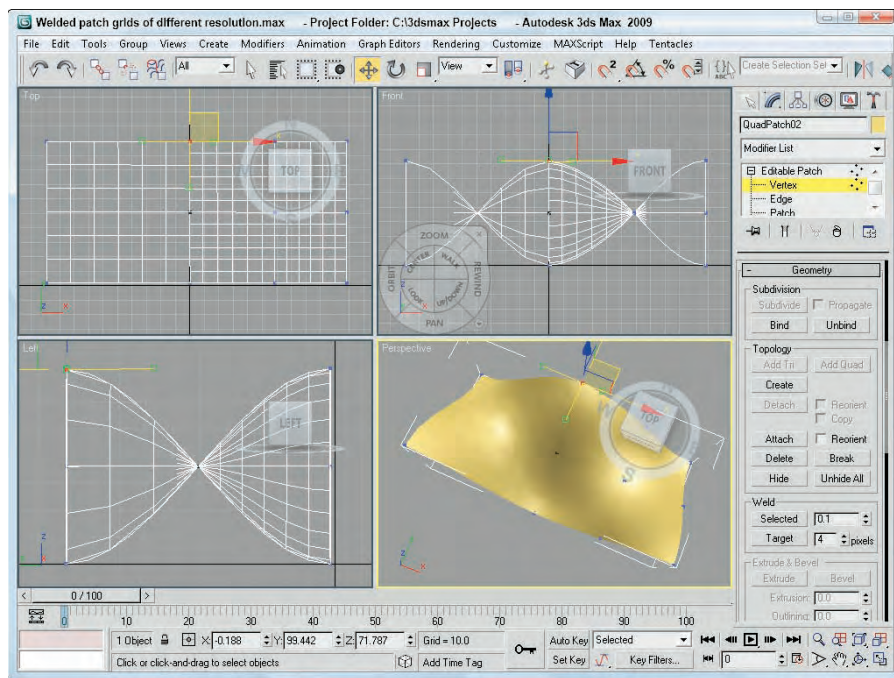 Welded patch grids of different resolution.max - Project Folder: C:\3dsmax Projects - Autodesk 3ds Max 2009
File Edit Tools Group Views Create Modifiers Animation Graph Editors Rendering Customize MAXScript Help Tentacles
All View Create Selection Set
Top
TOP
Front
FRONT
ZOOM
CENTER WALK
ORBIT REWIND
LOOK UP/DOWN
PAN
Left
LEFT
Perspective
TOP
W S
QuadPatch02
Modifier List
Editable Patch
Vertex
Edge
Patch
Geometry
Subdivision
Subdivide Propagate
Bind Unbind
Topology
Add Tri Add Quad
Create
Detach Reorient
Copy
Attach Reorient
Delete Break
Hide Unhide All
Weld
Selected 0.1
Target 4 pixels
Extrude & Bevel
Extrude Bevel
Extrusion: 0.0
Outlining: 0.0
0 / 100
0 10 20 30 40 50 60 70 80 90 100
1 Object X: -0.188 Y: 99.442 Z: 71.787 Grid = 10.0 Auto Key Selected
Click or click-and-drag to select objects Add Time Tag Set Key Key Filters... 0